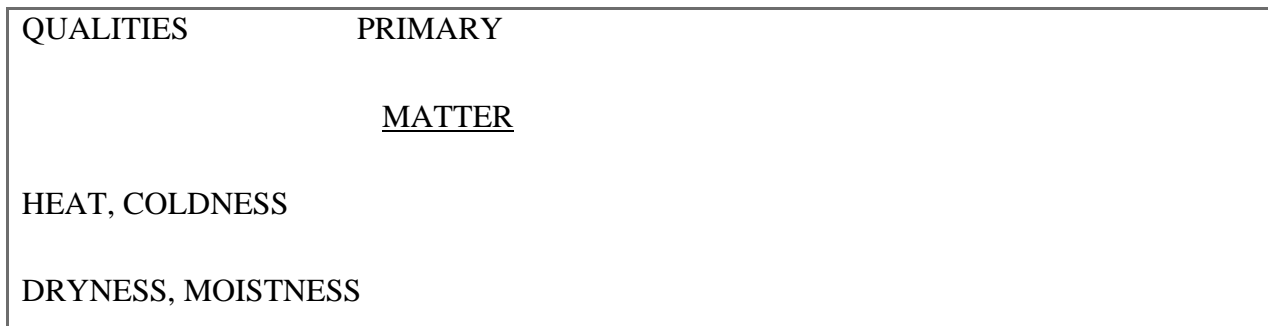 QUALITIES PRIMARY
MATTER
HEAT, COLDNESS
DRYNESS, MOISTNESS